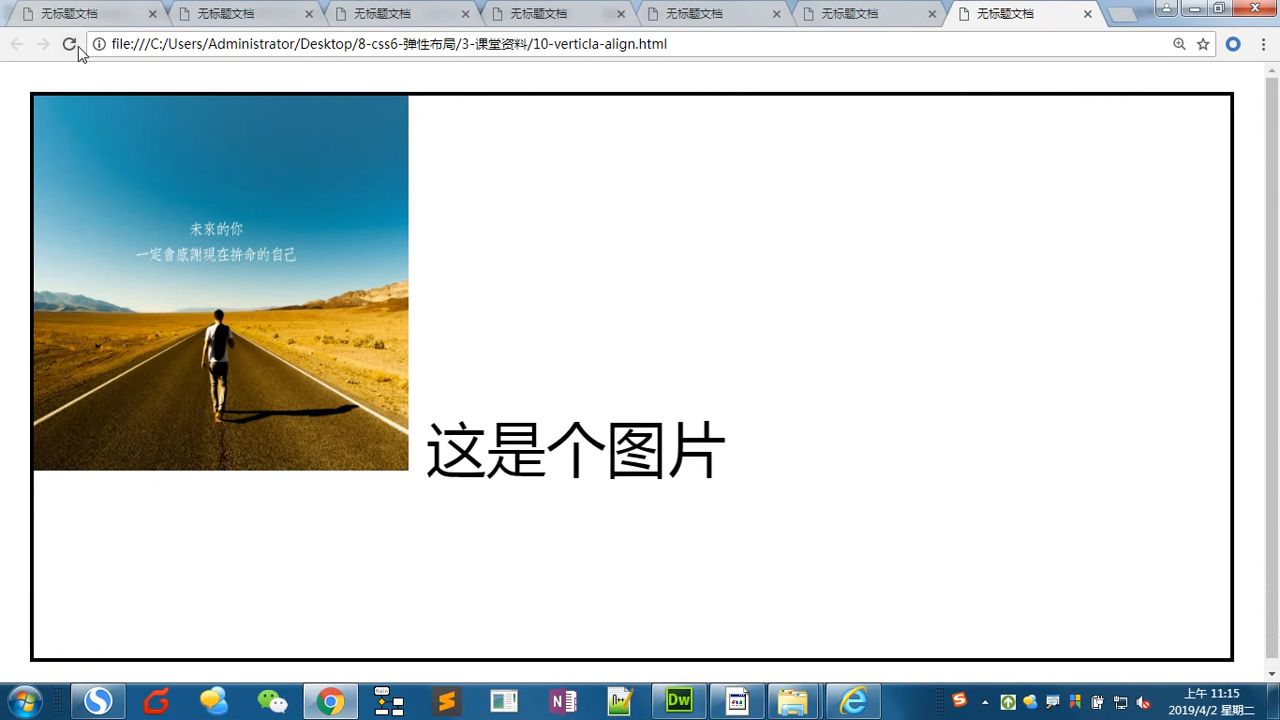 无标题文档
无标题文档
无标题文档
无标题文档
无标题文档
无标题文档
无标题文档
file:///C:/Users/Administrator/Desktop/8-css6-弹性布局/3-课堂资料/10-verticla-align.html
未來的你
一定會感謝現在拚命的自己
这是个图片
上午 11:15
2019/4/2 星期二